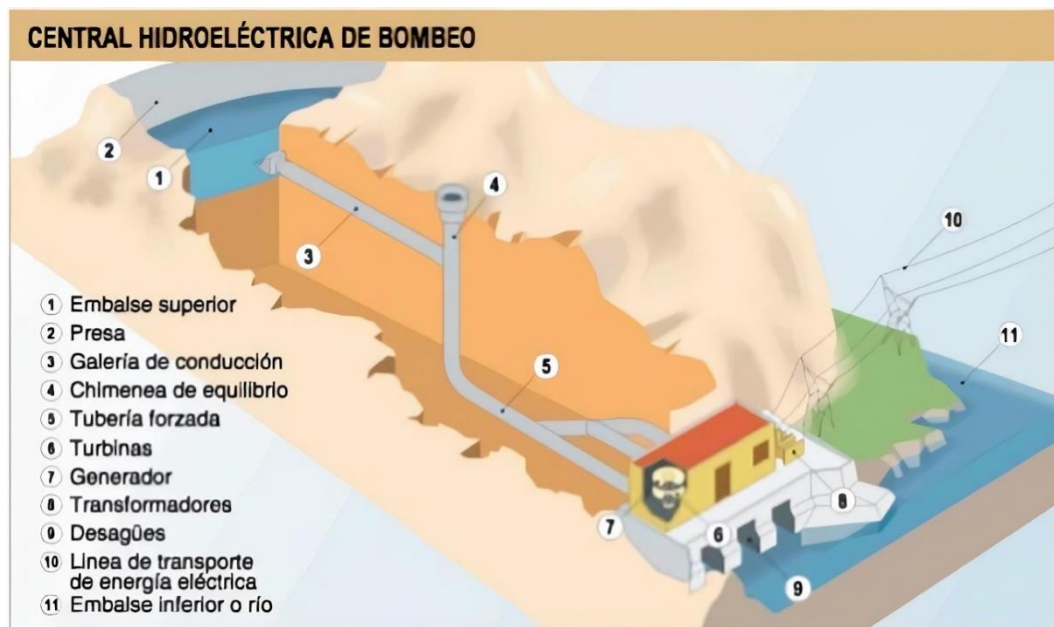 CENTRAL HIDROELÉCTRICA DE BOMBEO
2
1
4
3
10
11
5
7
6
8
9
1 Embalse superior
2 Presa
3 Galería de conducción
4 Chimenea de equilibrio
5 Tubería forzada
6 Turbinas
7 Generador
8 Transformadores
9 Desagües
10 Linea de transporte
de energía eléctrica
11 Embalse inferior o río